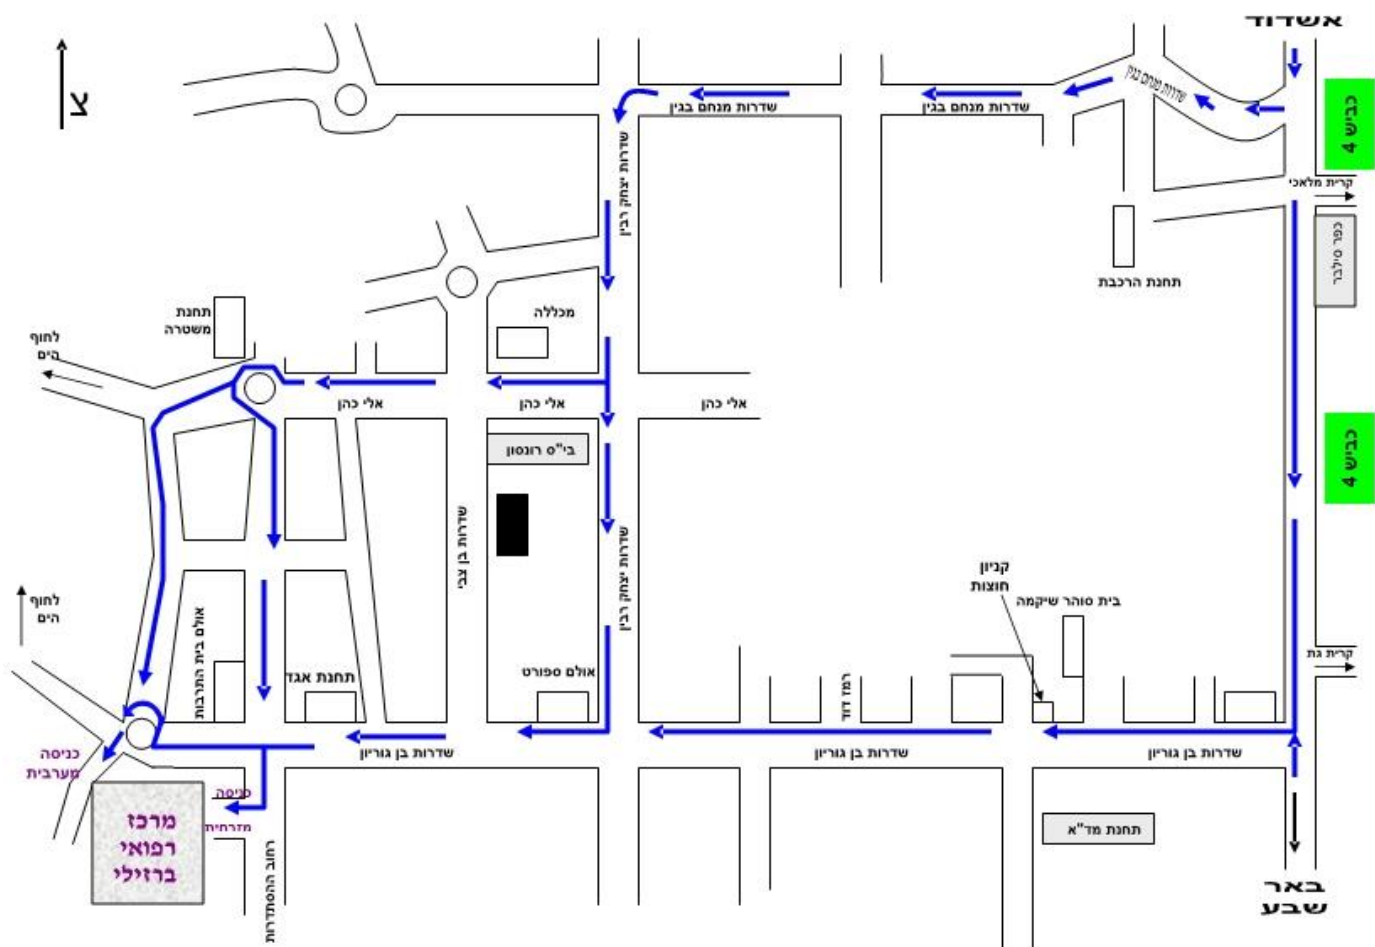 אשדוד
צ
כביש 4
שדרות מנחם בגין
שדרות מנחם בגין
שדרות מנחם בגין
קרית מלאכי
שדרות יצחק רבין
כפר סילבר
תחנת הרכבת
תחנת
משטרה
מכללה
לחוף
הים
אלי כהן
אלי כהן
אלי כהן
בי"ס רונסון
כביש 4
שדרות בן צבי
שדרות יצחק רבין
קניון
חוצות
בית סוהר שיקמה
לחוף
הים
אולם בית התרבות
תחנת אגד
אולם ספורט
רמז דוד
קרית גת
שדרות בן גוריון
שדרות בן גוריון
שדרות בן גוריון
כניסה
מערבית
כניסה
מזרחית
מרכז
רפואי
ברזילי
תחנת מד"א
רחוב ההסתדרות
באר
שבע